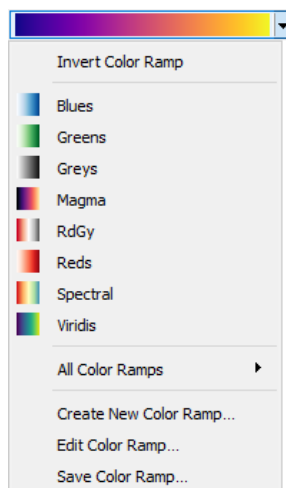 Invert Color Ramp
Blues
Greens
Greys
Magma
RdGy
Reds
Spectral
Viridis
All Color Ramps
Create New Color Ramp...
Edit Color Ramp...
Save Color Ramp...